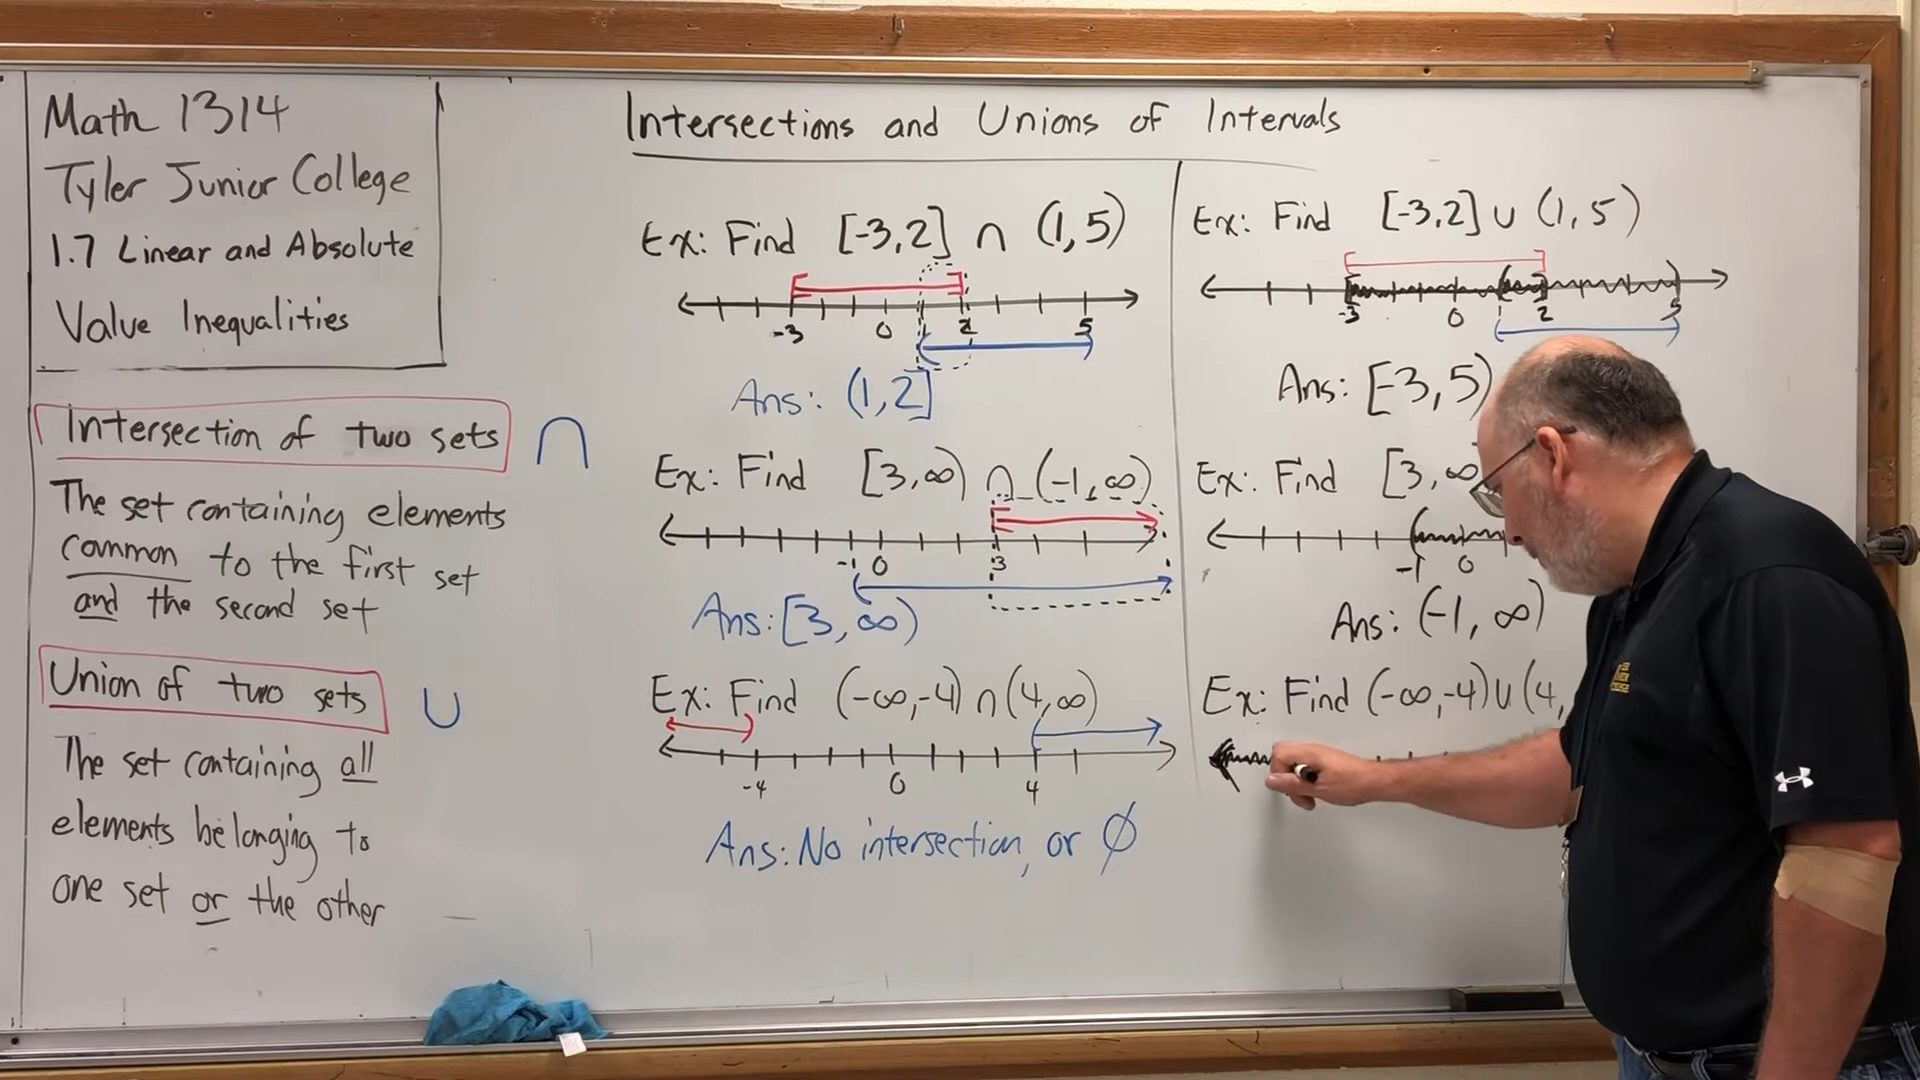 Math 1314
Tyler Junior College
1.7 Linear and Absolute
Value Inequalities
Intersection of two sets ∩
The set containing elements
common to the first set
and the second set
Union of two sets ∪
The set containing all
elements belonging to
one set or the other
Intersections and Unions of Intervals
Ex: Find [-3,2] ∩ (1,5)
-3 0 2 5
Ans: (1,2]
Ex: Find [3,∞) ∩ (-1,∞)
-1 0 3
Ans: [3,∞)
Ex: Find (-∞,-4) ∩ (4,∞)
-4 0 4
Ans: No intersection, or ∅
Ex: Find [-3,2] ∪ (1,5)
-3 0 2 5
Ans: [-3,5)
Ex: Find [3,∞
-1 0
Ans: (-1,∞)
Ex: Find (-∞,-4) ∪ (4,